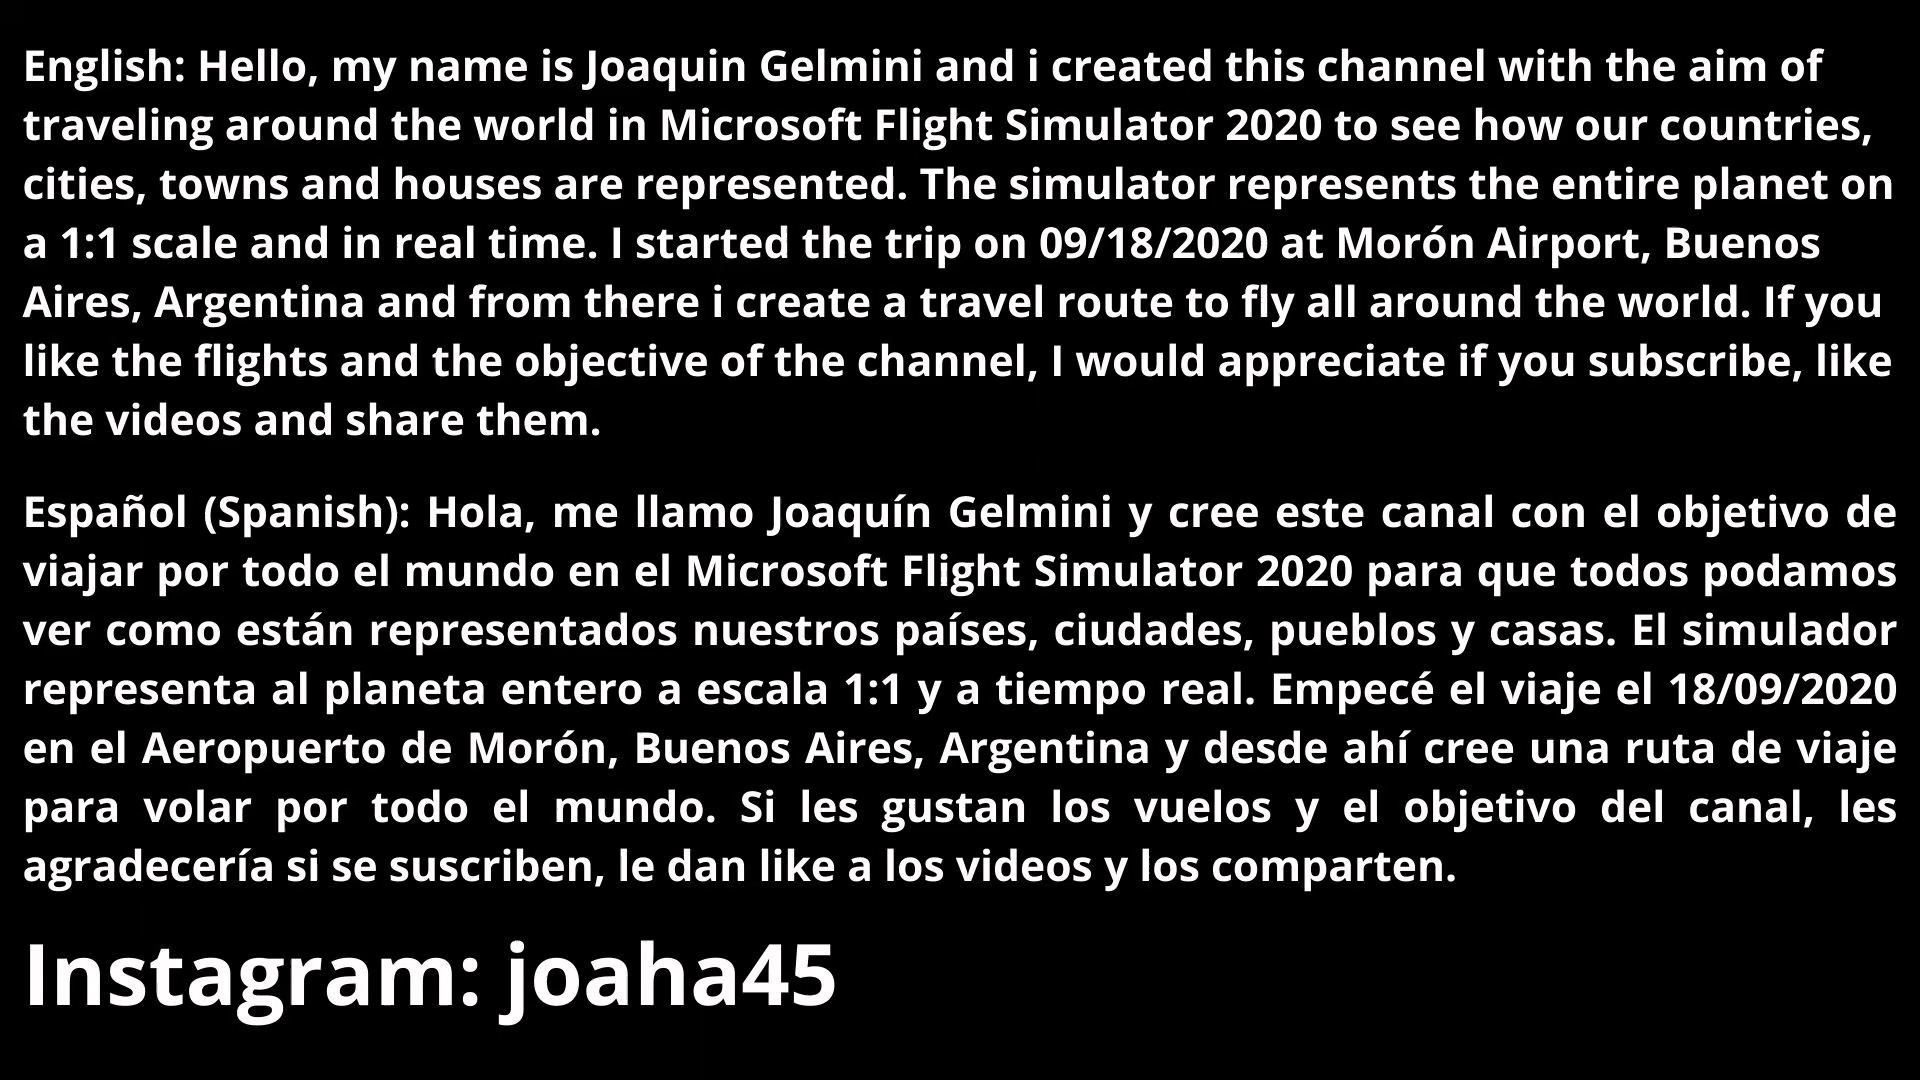 English: Hello, my name is Joaquin Gelmini and i created this channel with the aim of
traveling around the world in Microsoft Flight Simulator 2020 to see how our countries,
cities, towns and houses are represented. The simulator represents the entire planet on
a 1:1 scale and in real time. I started the trip on 09/18/2020 at Morón Airport, Buenos
Aires, Argentina and from there i create a travel route to fly all around the world. If you
like the flights and the objective of the channel, I would appreciate if you subscribe, like
the videos and share them.
Español (Spanish): Hola, me llamo Joaquín Gelmini y cree este canal con el objetivo de
viajar por todo el mundo en el Microsoft Flight Simulator 2020 para que todos podamos
ver como están representados nuestros países, ciudades, pueblos y casas. El simulador
representa al planeta entero a escala 1:1 y a tiempo real. Empecé el viaje el 18/09/2020
en el Aeropuerto de Morón, Buenos Aires, Argentina y desde ahí cree una ruta de viaje
para volar por todo el mundo. Si les gustan los vuelos y el objetivo del canal, les
agradecería si se suscriben, le dan like a los videos y los comparten.
Instagram: joaha45